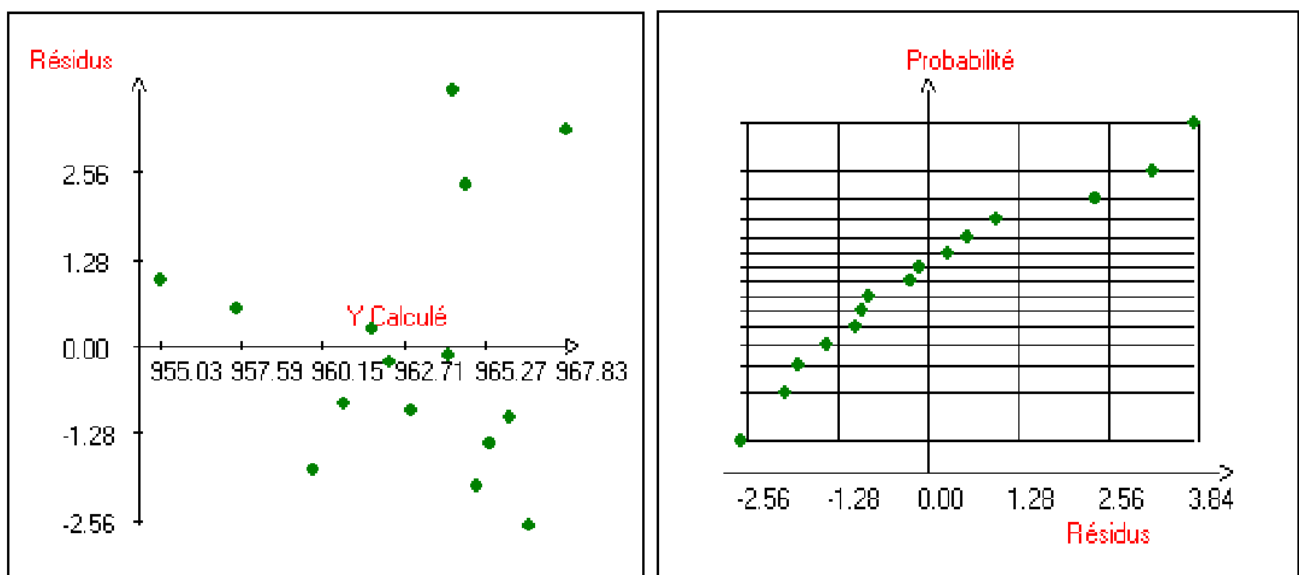 Résidus
2.56
1.28
Y Calculé
0.00
955.03 957.59 960.15 962.71 965.27 967.83
-1.28
-2.56
Probabilité
-2.56 -1.28 0.00 1.28 2.56 3.84
Résidus